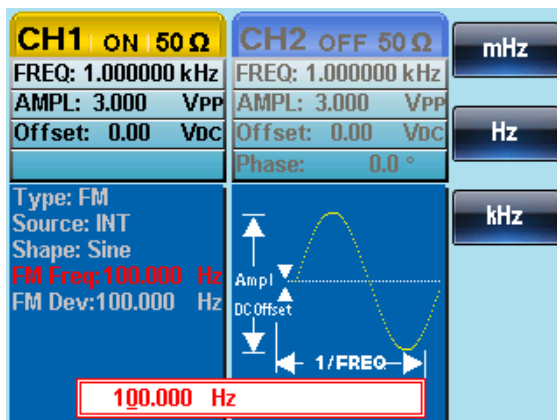 CH1 ON 50 Ω
FREQ: 1.000000 kHz
AMPL: 3.000 VPP
Offset: 0.00 VDC
CH2 OFF 50 Ω
FREQ: 1.000000 kHz
AMPL: 3.000 VPP
Offset: 0.00 VDC
Phase: 0.0 °
mHz
Hz
kHz
Type: FM
Source: INT
Shape: Sine
FM Freq:100.000 Hz
FM Dev:100.000 Hz
Ampl
DC Offset
1/FREQ
100.000 Hz